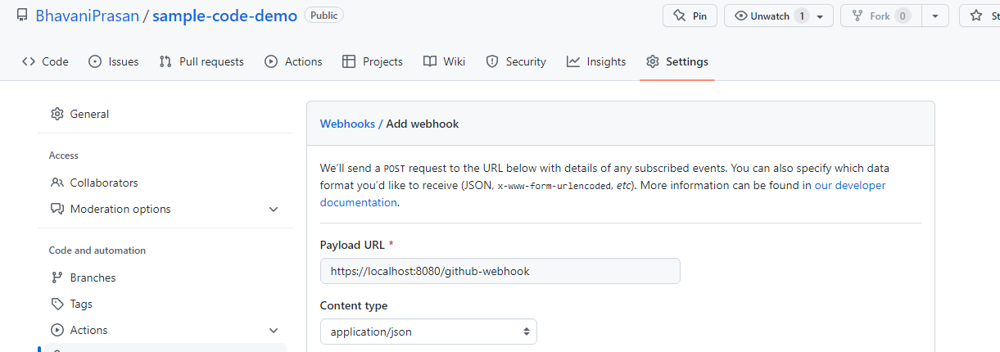 BhavaniPrasan / sample-code-demo Public Pin Unwatch 1 Fork 0 St
Code Issues Pull requests Actions Projects Wiki Security Insights Settings
General
Access
Collaborators
Moderation options
Code and automation
Branches
Tags
Actions
Webhooks / Add webhook
We'll send a POST request to the URL below with details of any subscribed events. You can also specify which data
format you'd like to receive (JSON, x-www-form-urlencoded, etc). More information can be found in our developer
documentation.
Payload URL *
https://localhost:8080/github-webhook
Content type
application/json